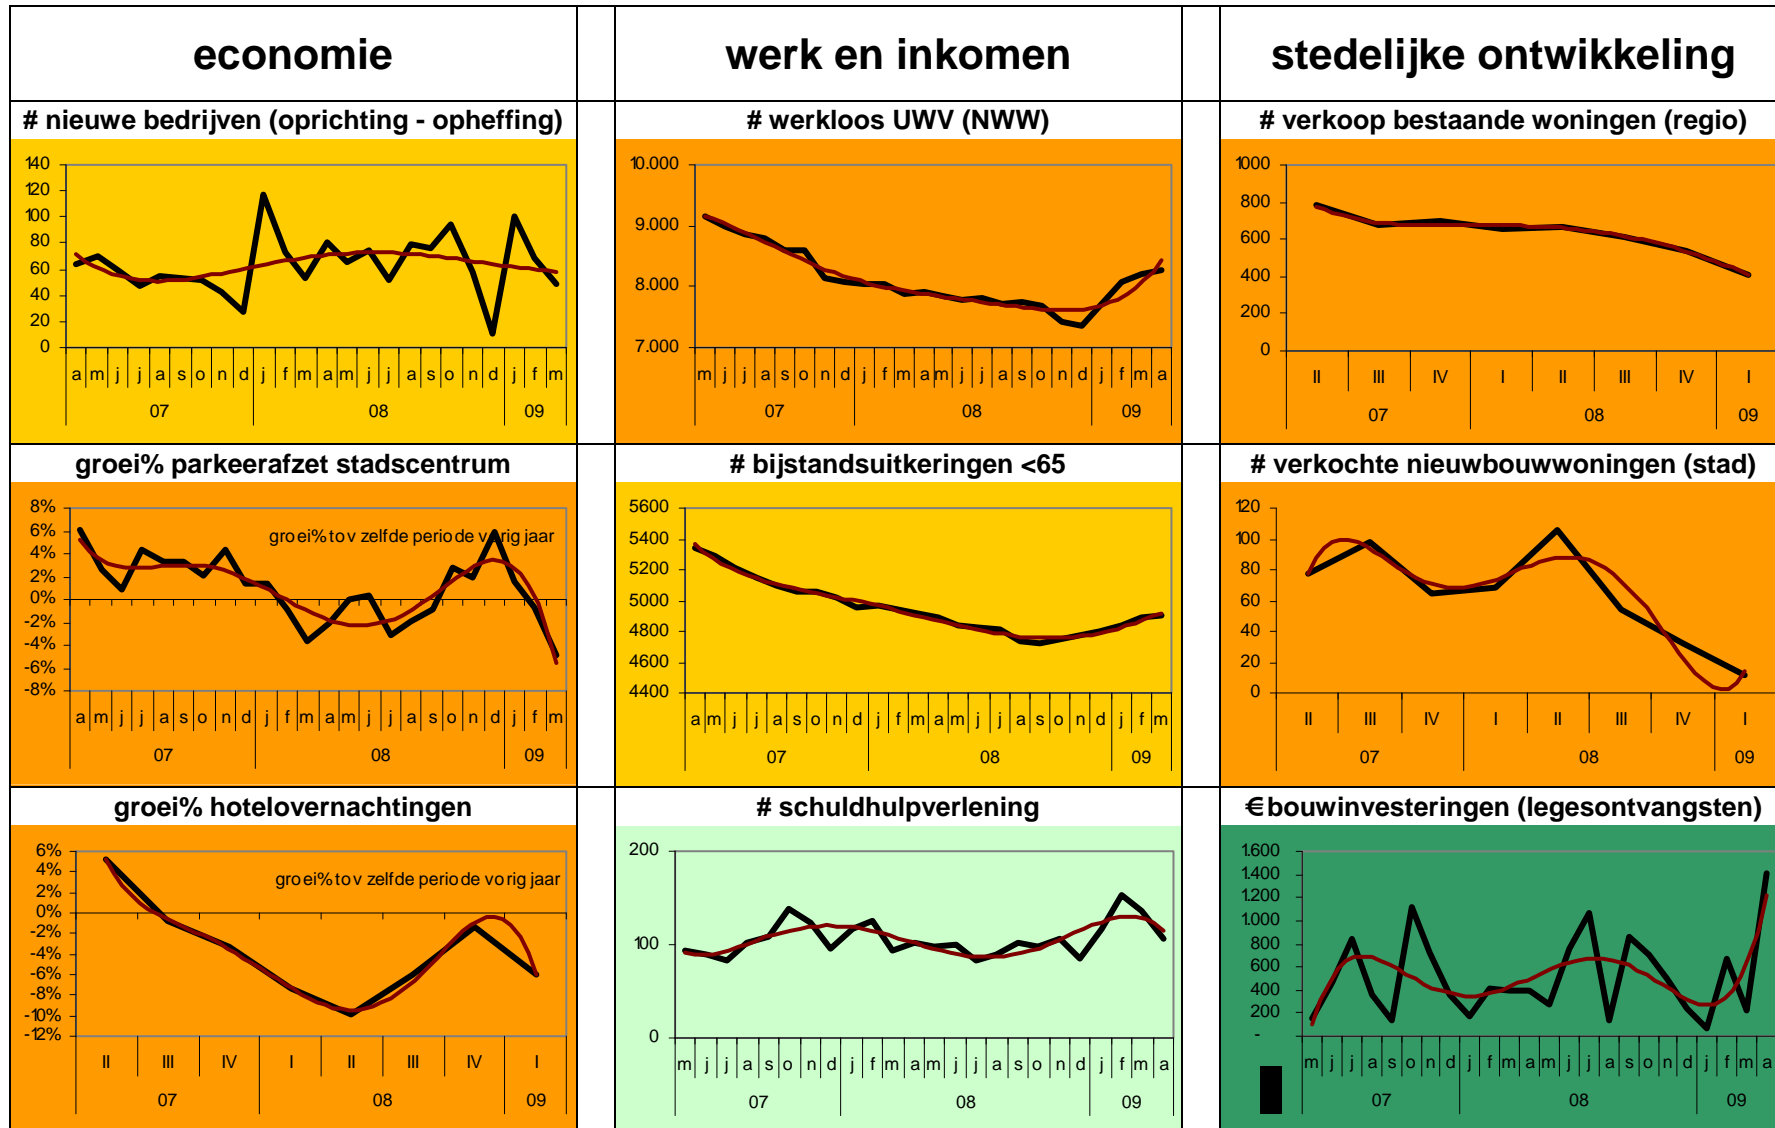 economie
werk en inkomen
stedelijke ontwikkeling
# nieuwe bedrijven (oprichting - opheffing)
140
120
100
80
60
40
20
0
a m j j a s o n d j f m a m j j a s o n d j f m
07 08 09
# werkloos UWV (NWW)
10.000
9.000
8.000
7.000
m j j a s o n d j f m a m j j a s o n d j f m a
07 08 09
# verkoop bestaande woningen (regio)
1000
800
600
400
200
0
II III IV I II III IV I
07 08 09
groei% parkeerafzet stadscentrum
groei% tov zelfde periode vorig jaar
8%
6%
4%
2%
0%
-2%
-4%
-6%
-8%
a m j j a s o n d j f m a m j j a s o n d j f m
07 08 09
# bijstandsuitkeringen <65
5600
5400
5200
5000
4800
4600
4400
a m j j a s o n d j f m a m j j a s o n d j f m
07 08 09
# verkochte nieuwbouwwoningen (stad)
120
100
80
60
40
20
0
II III IV I II III IV I
07 08 09
groei% hotelovernachtingen
groei% tov zelfde periode vorig jaar
6%
4%
2%
0%
-2%
-4%
-6%
-8%
-10%
-12%
II III IV I II III IV I
07 08 09
# schuldhulpverlening
200
100
0
m j j a s o n d j f m a m j j a s o n d j f m a
07 08 09
€ bouwinvesteringen (legesontvangsten)
1.600
1.400
1.200
1.000
800
600
400
200
-
m j j a s o n d j f m a m j j a s o n d j f m a
07 08 09